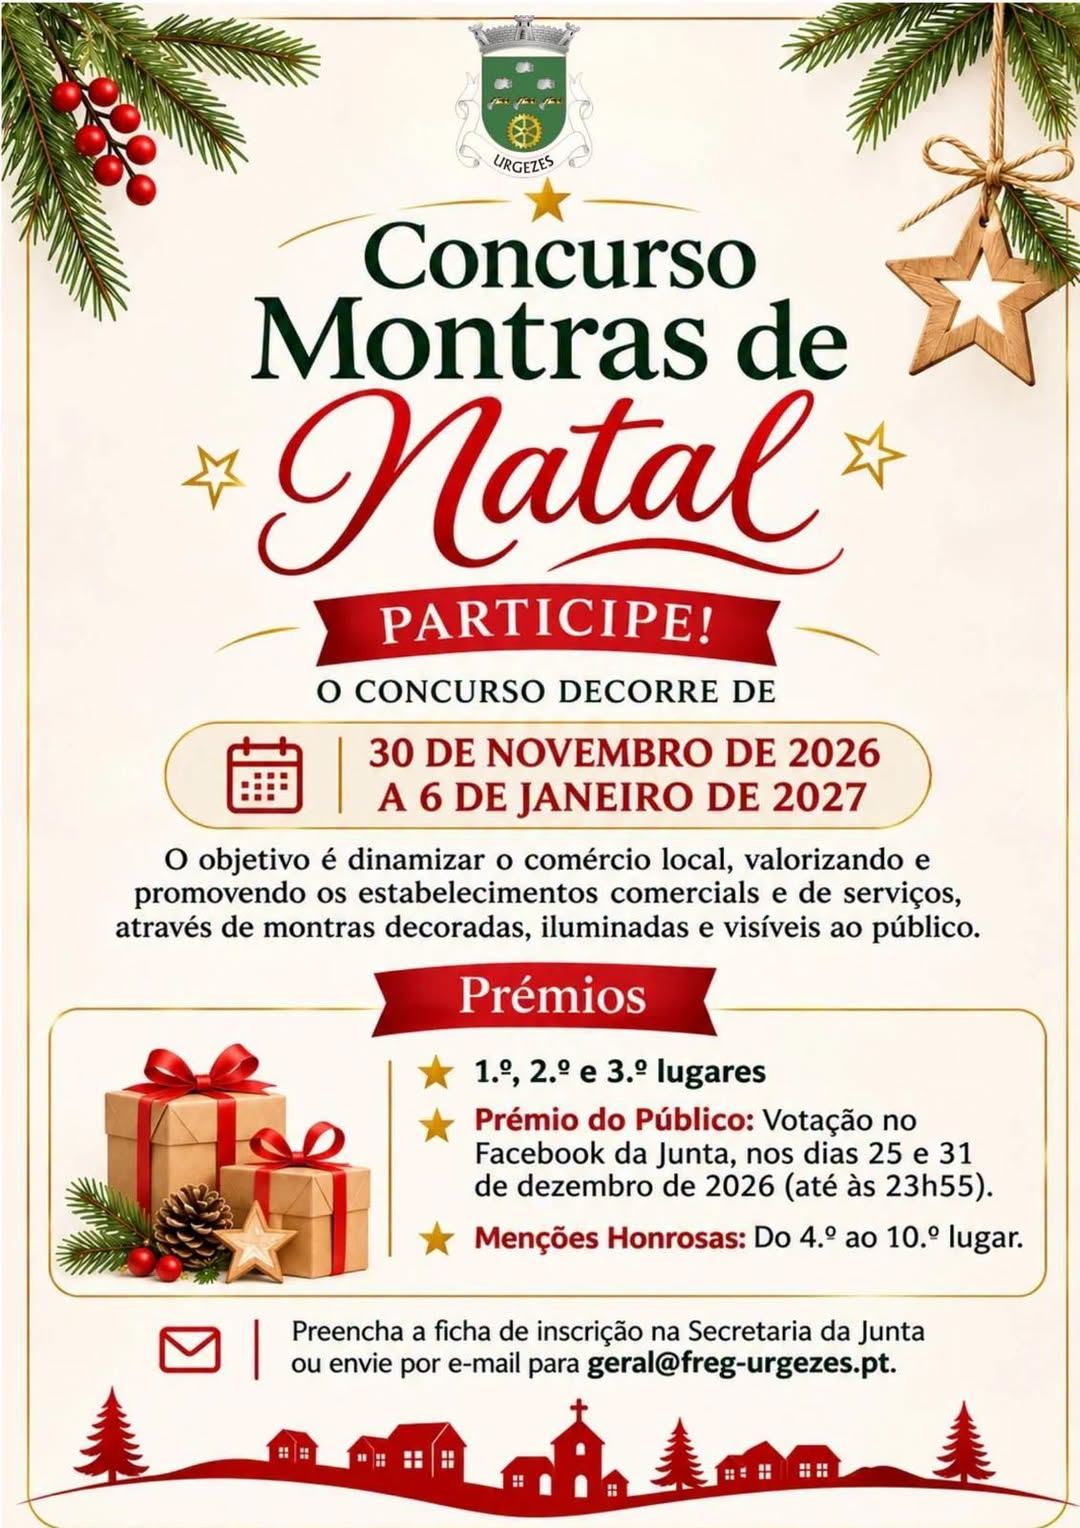 URGEZES
Concurso
Montras de
Natal
PARTICIPE!
O CONCURSO DECORRE DE
30 DE NOVEMBRO DE 2026
A 6 DE JANEIRO DE 2027
O objetivo é dinamizar o comércio local, valorizando e
promovendo os estabelecimentos comercials e de serviços,
através de montras decoradas, iluminadas e visíveis ao público.
Prémios
1.º, 2.º e 3.º lugares
Prémio do Público: Votação no
Facebook da Junta, nos dias 25 e 31
de dezembro de 2026 (até às 23h55).
Menções Honrosas: Do 4.º ao 10.º lugar.
Preencha a ficha de inscrição na Secretaria da Junta
ou envie por e-mail para geral@freg-urgezes.pt.